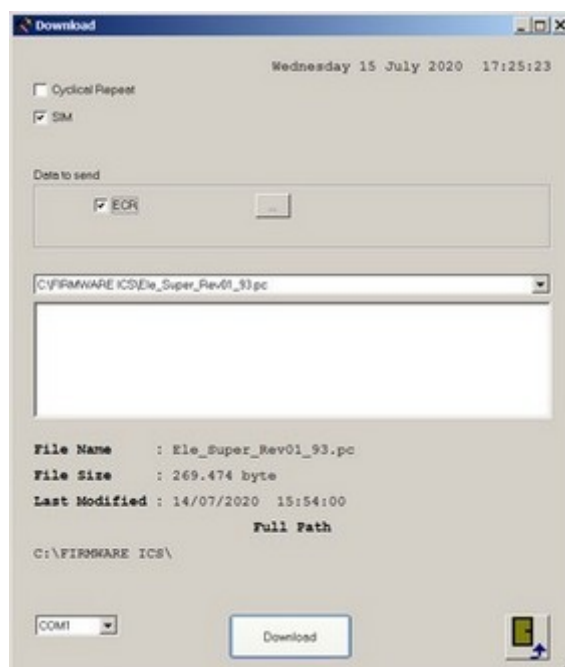 Download
Wednesday 15 July 2020 17:25:23
Cyclical Repeat
SIM
Data to send
ECR
...
C:\FIRMWARE ICS\Ele_Super_Rev01_93.pc
File Name : Ele_Super_Rev01_93.pc
File Size : 269.474 byte
Last Modified : 14/07/2020 15:54:00
Full Path
C:\FIRMWARE ICS\
COM1
Download